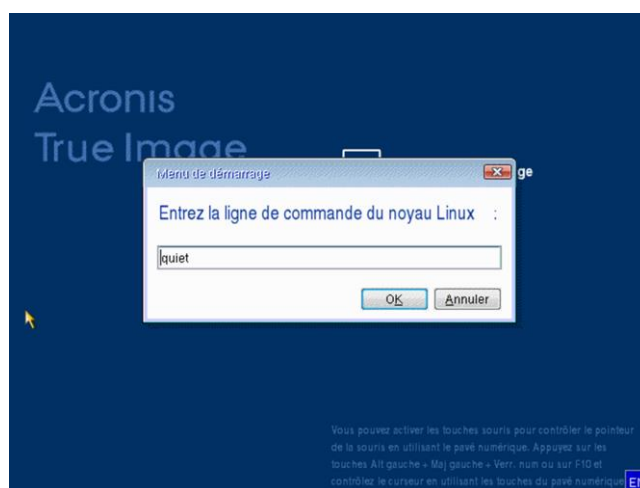 Acronis
True Image
Menu de démarrage
ge
Entrez la ligne de commande du noyau Linux :
quiet
OK
Annuler
Vous pouvez activer les touches souris pour contrôler le pointeur
de la souris en utilisant le pavé numérique. Appuyez sur les
touches Alt gauche + Maj gauche + Verr. num ou sur F10 et
contrôlez le curseur en utilisant les touches du pavé numérique